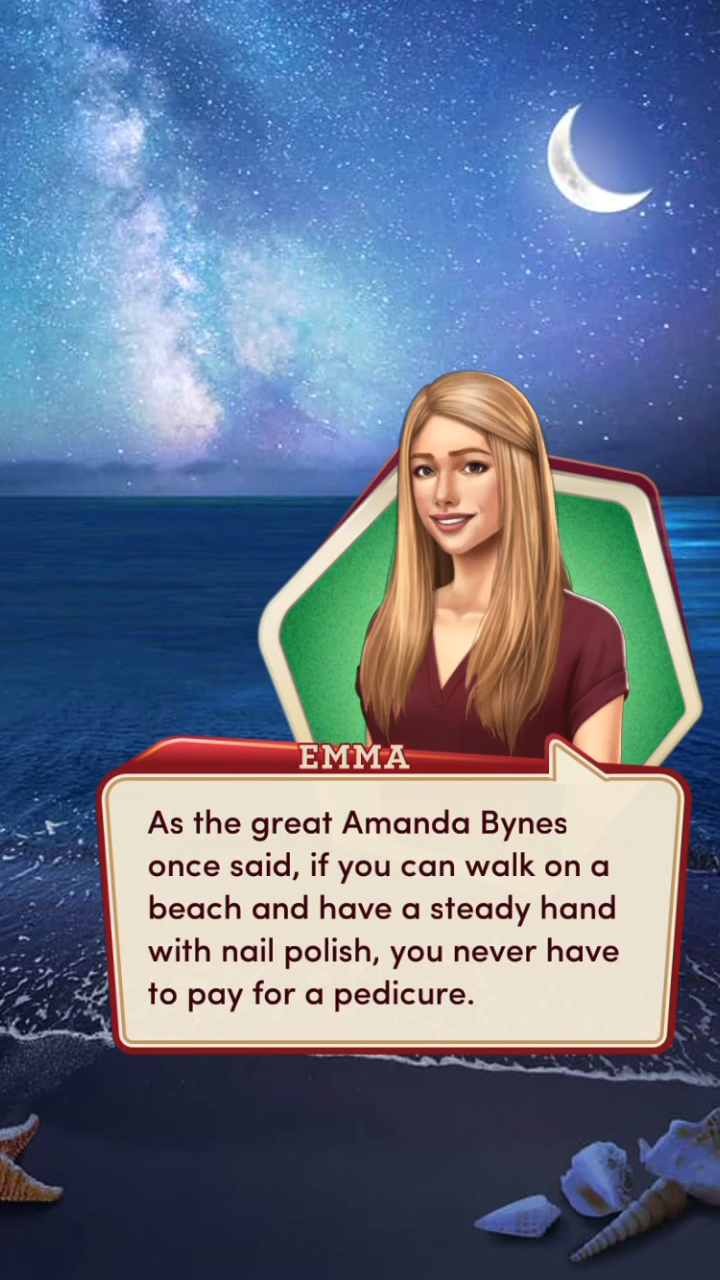 EMMA
As the great Amanda Bynes
once said, if you can walk on a
beach and have a steady hand
with nail polish, you never have
to pay for a pedicure.